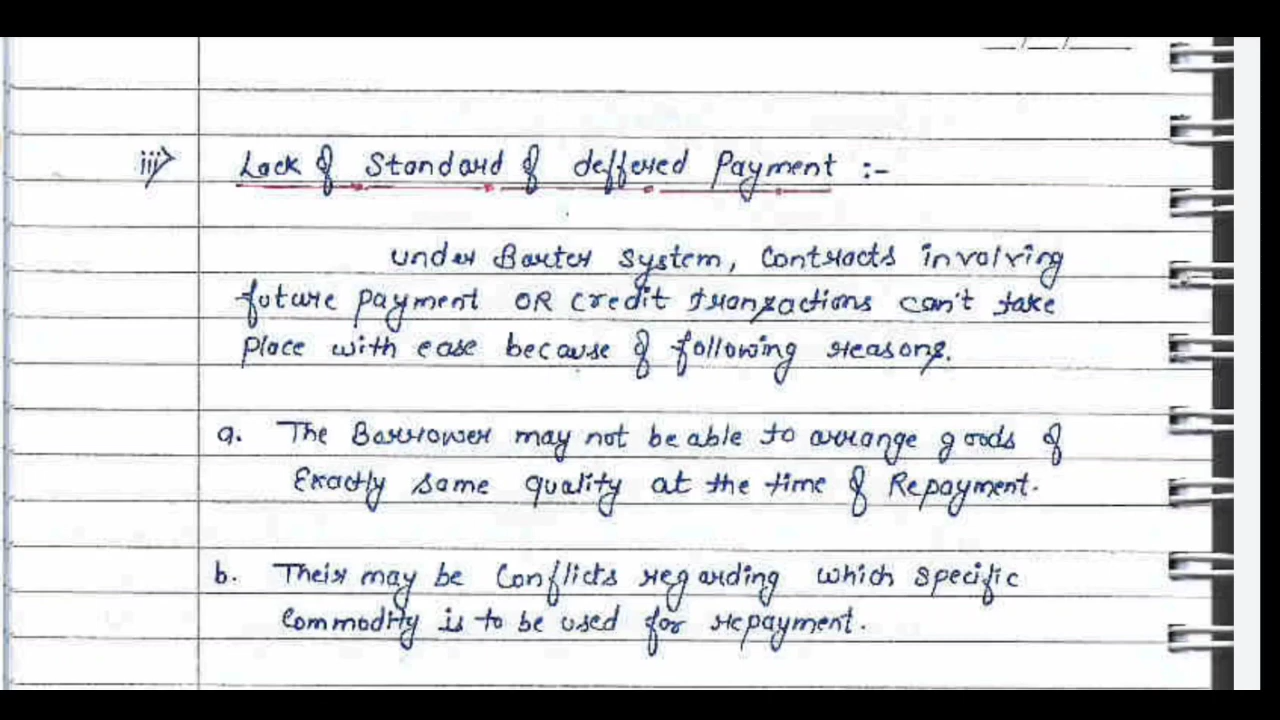 iii) Lack of Standard of deffered Payment :-
under Barter system, Contracts involving
future payment OR credit transactions can't take
place with ease because of following reasons.
a. The Borrower may not be able to arrange goods of
Exactly same quality at the time of Repayment.
b. Their may be Conflicts regarding which specific
Commodity is to be used for repayment.